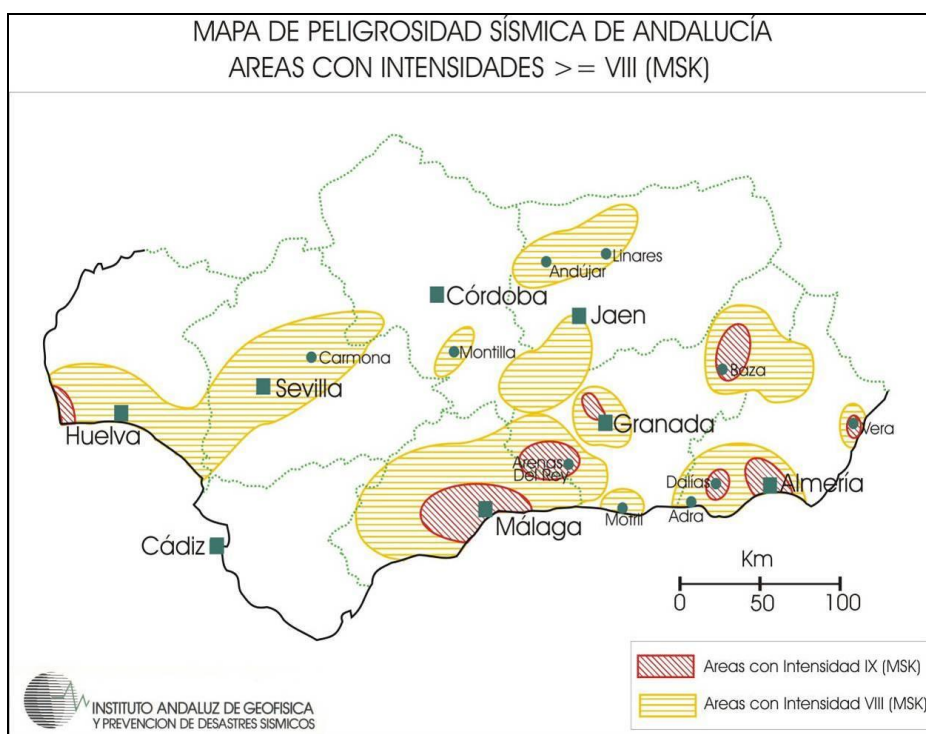 MAPA DE PELIGROSIDAD SÍSMICA DE ANDALUCÍA
AREAS CON INTENSIDADES >= VIII (MSK)
Linares
Andújar
Córdoba
Jaen
Carmona
Montilla
Baza
Sevilla
Huelva
Granada
Vera
Arenas
Del Rey
Dalías
Almería
Málaga
Motril
Adra
Cádiz
Km
0 50 100
Areas con Intensidad IX (MSK)
Areas con Intensidad VIII (MSK)
INSTITUTO ANDALUZ DE GEOFISICA
Y PREVENCION DE DESASTRES SISMICOS